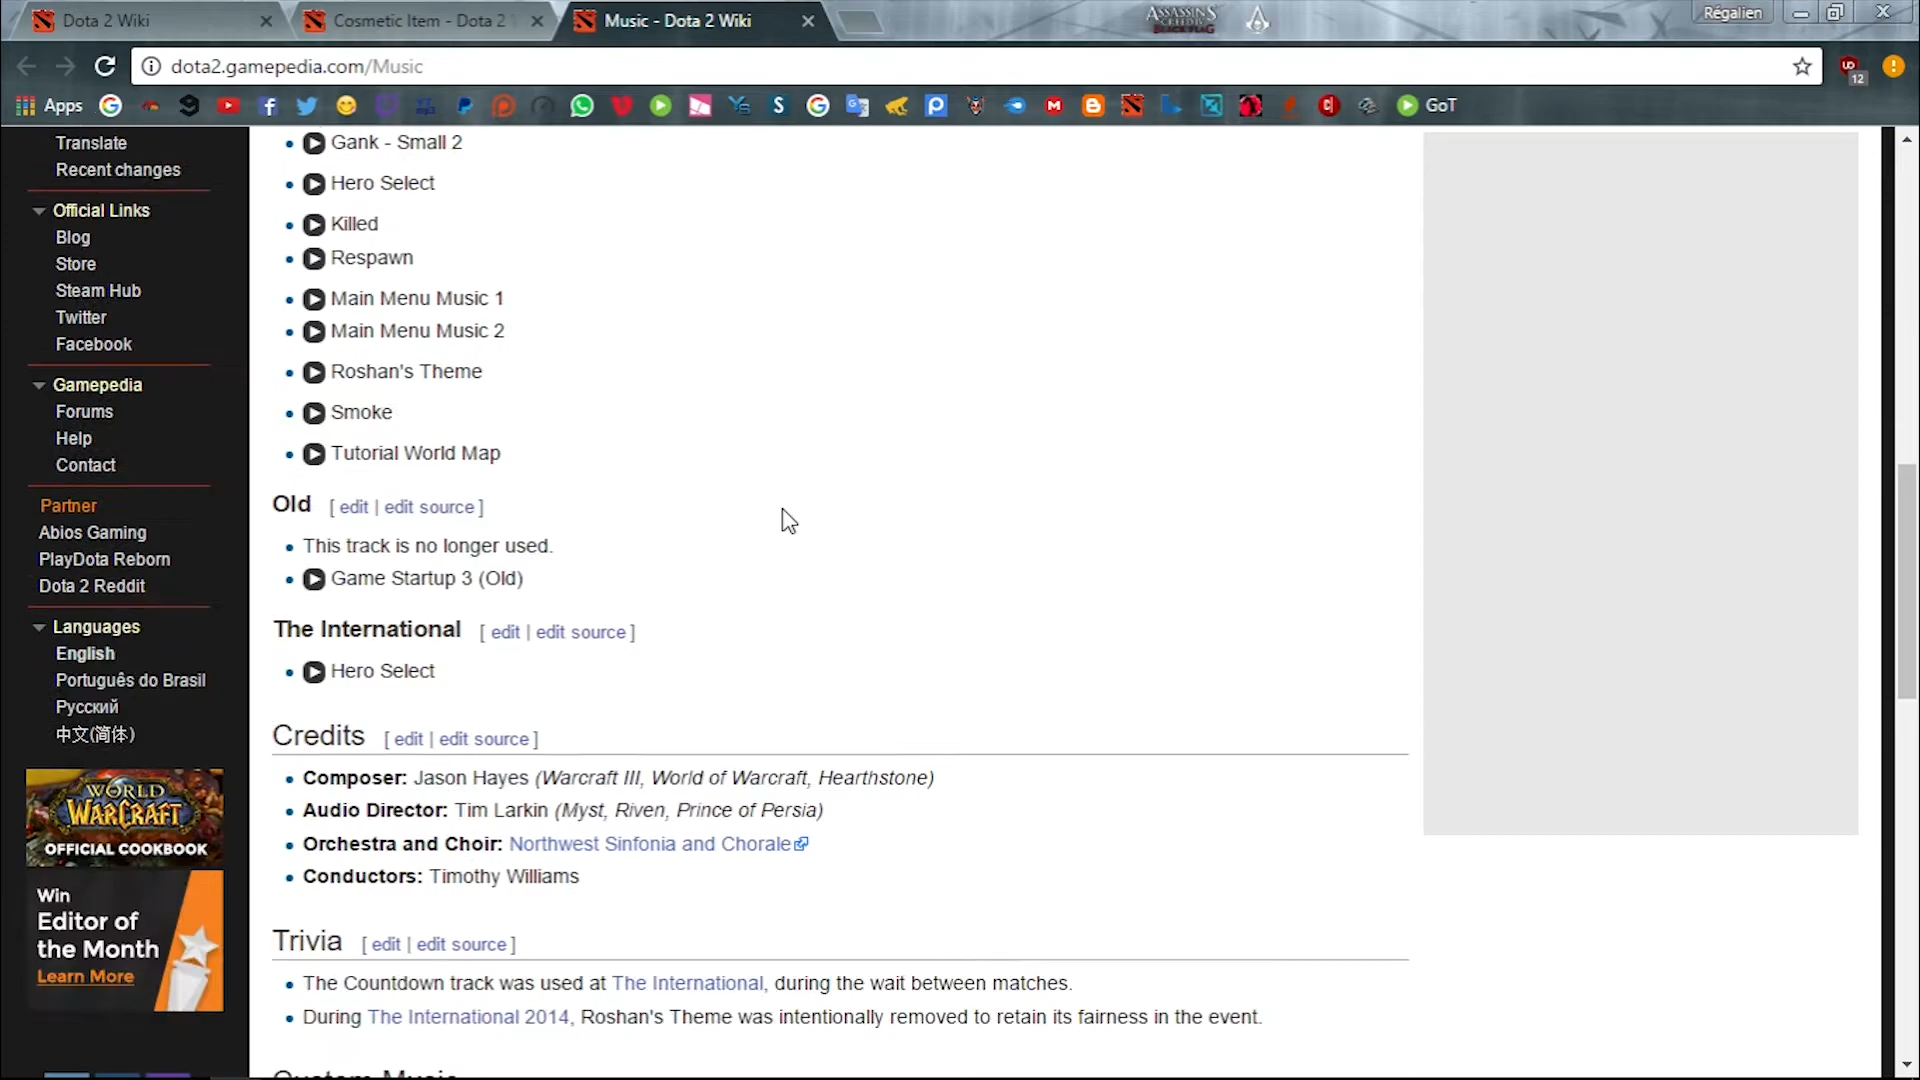 Dota 2 Wiki
Cosmetic Item - Dota 2
Music - Dota 2 Wiki
ASSASSIN'S
BLACK FLAG
Régalien
dota2.gamepedia.com/Music
12
Apps
GoT
Translate
Recent changes
Official Links
Blog
Store
Steam Hub
Twitter
Facebook
Gamepedia
Forums
Help
Contact
Partner
Abios Gaming
PlayDota Reborn
Dota 2 Reddit
Languages
English
Português do Brasil
Русский
中文(简体)
WORLD
WARCRAFT
OFFICIAL COOKBOOK
Win
Editor of
the Month
Learn More
Gank - Small 2
Hero Select
Killed
Respawn
Main Menu Music 1
Main Menu Music 2
Roshan's Theme
Smoke
Tutorial World Map
Old [ edit | edit source ]
This track is no longer used.
Game Startup 3 (Old)
The International [ edit | edit source ]
Hero Select
Credits [ edit | edit source ]
Composer: Jason Hayes (Warcraft III, World of Warcraft, Hearthstone)
Audio Director: Tim Larkin (Myst, Riven, Prince of Persia)
Orchestra and Choir: Northwest Sinfonia and Chorale
Conductors: Timothy Williams
Trivia [ edit | edit source ]
The Countdown track was used at The International, during the wait between matches.
During The International 2014, Roshan's Theme was intentionally removed to retain its fairness in the event.
Custom Music